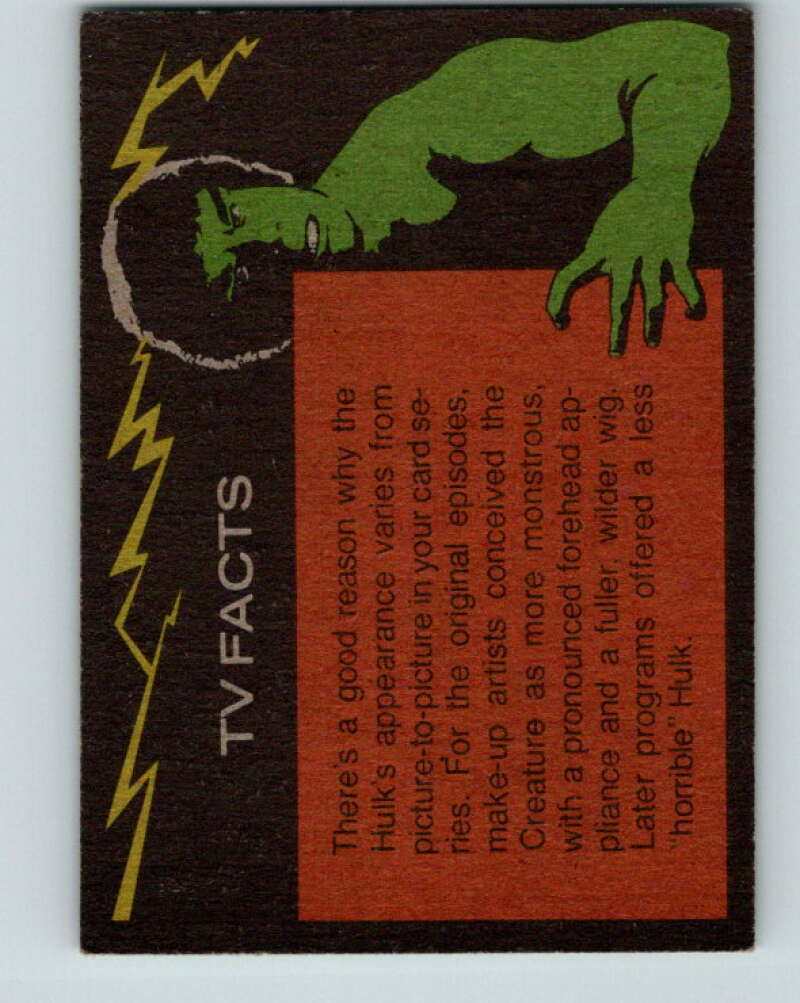 TV FACTS
There's a good reason why the
Hulk's appearance varies from
picture-to-picture in your card se-
ries. For the original episodes,
make-up artists conceived the
Creature as more monstrous,
with a pronounced forehead ap-
pliance and a fuller, wilder wig.
Later programs offered a less
"horrible" Hulk.